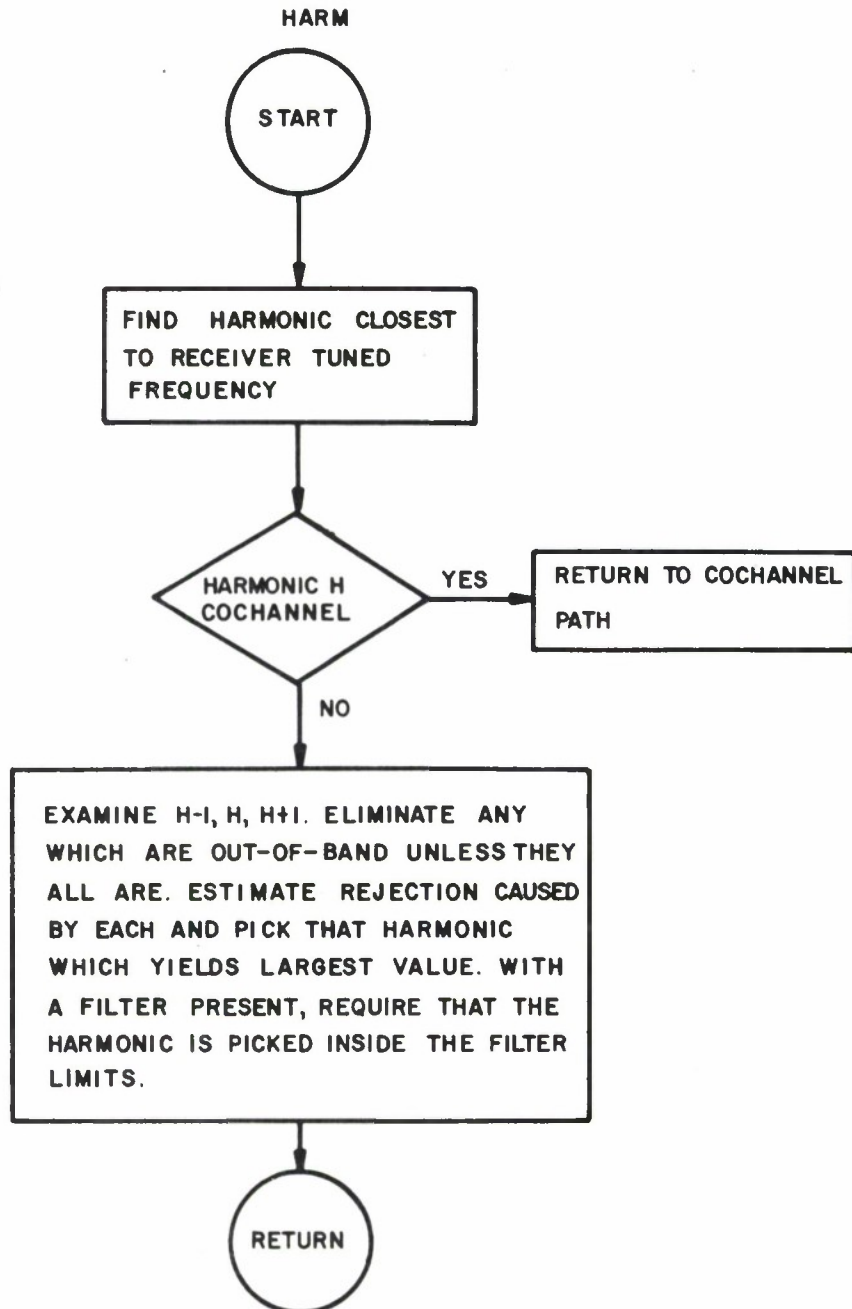 HARM
START
FIND HARMONIC CLOSEST
TO RECEIVER TUNED
FREQUENCY
HARMONIC H
COCHANNEL
YES
RETURN TO COCHANNEL
PATH
NO
EXAMINE H-1, H, H+1. ELIMINATE ANY
WHICH ARE OUT-OF-BAND UNLESS THEY
ALL ARE. ESTIMATE REJECTION CAUSED
BY EACH AND PICK THAT HARMONIC
WHICH YIELDS LARGEST VALUE. WITH
A FILTER PRESENT, REQUIRE THAT THE
HARMONIC IS PICKED INSIDE THE FILTER
LIMITS.
RETURN